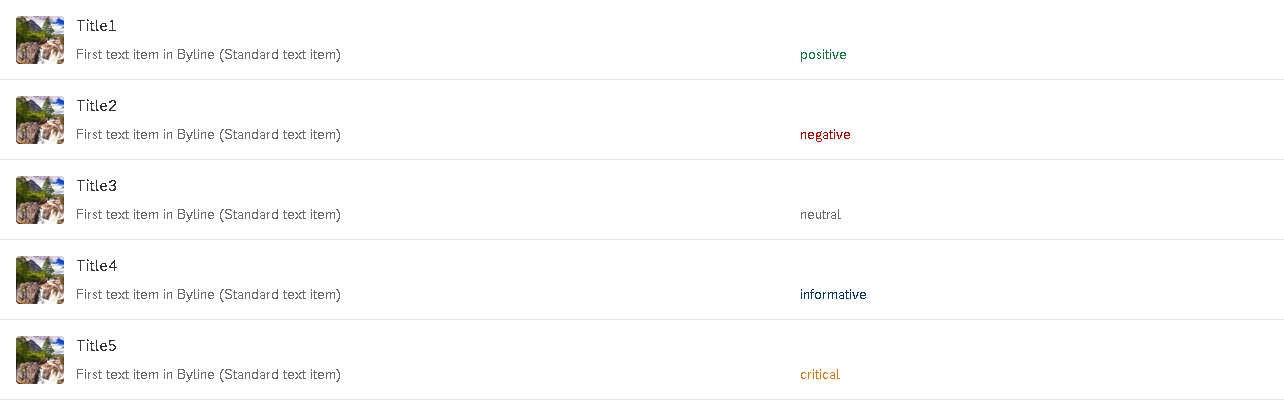 Title1
First text item in Byline (Standard text item) positive
Title2
First text item in Byline (Standard text item) negative
Title3
First text item in Byline (Standard text item) neutral
Title4
First text item in Byline (Standard text item) informative
Title5
First text item in Byline (Standard text item) critical